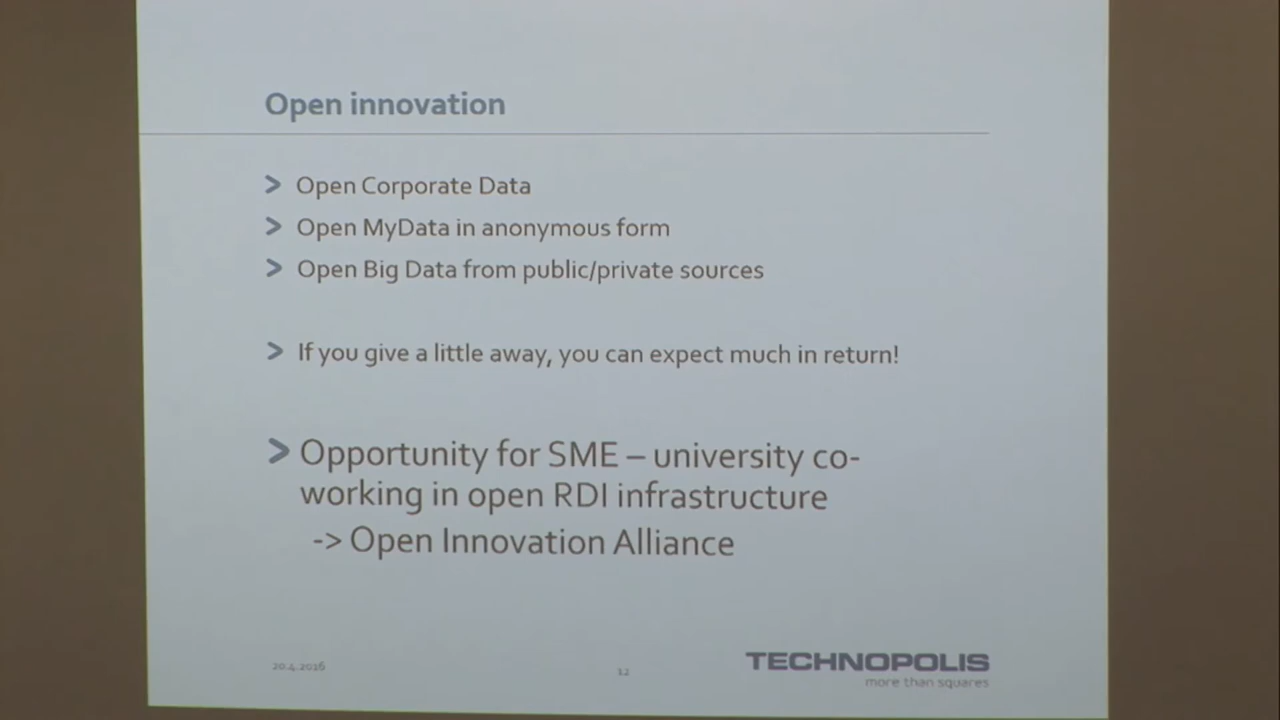 Open innovation
> Open Corporate Data
> Open MyData in anonymous form
> Open Big Data from public/private sources
> If you give a little away, you can expect much in return!
> Opportunity for SME – university co-
working in open RDI infrastructure
-> Open Innovation Alliance
20.4.2016
12
TECHNOPOLIS
more than squares